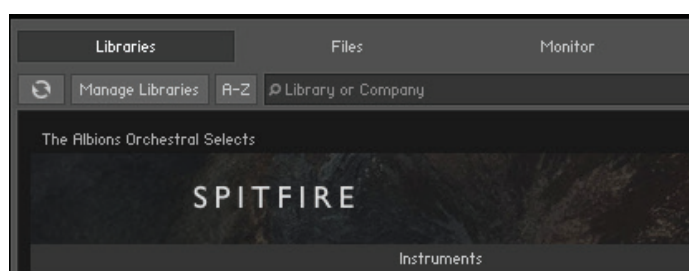 Libraries Files Monitor
Manage Libraries A-Z Library or Company
The Albions Orchestral Selects
SPITFIRE
Instruments